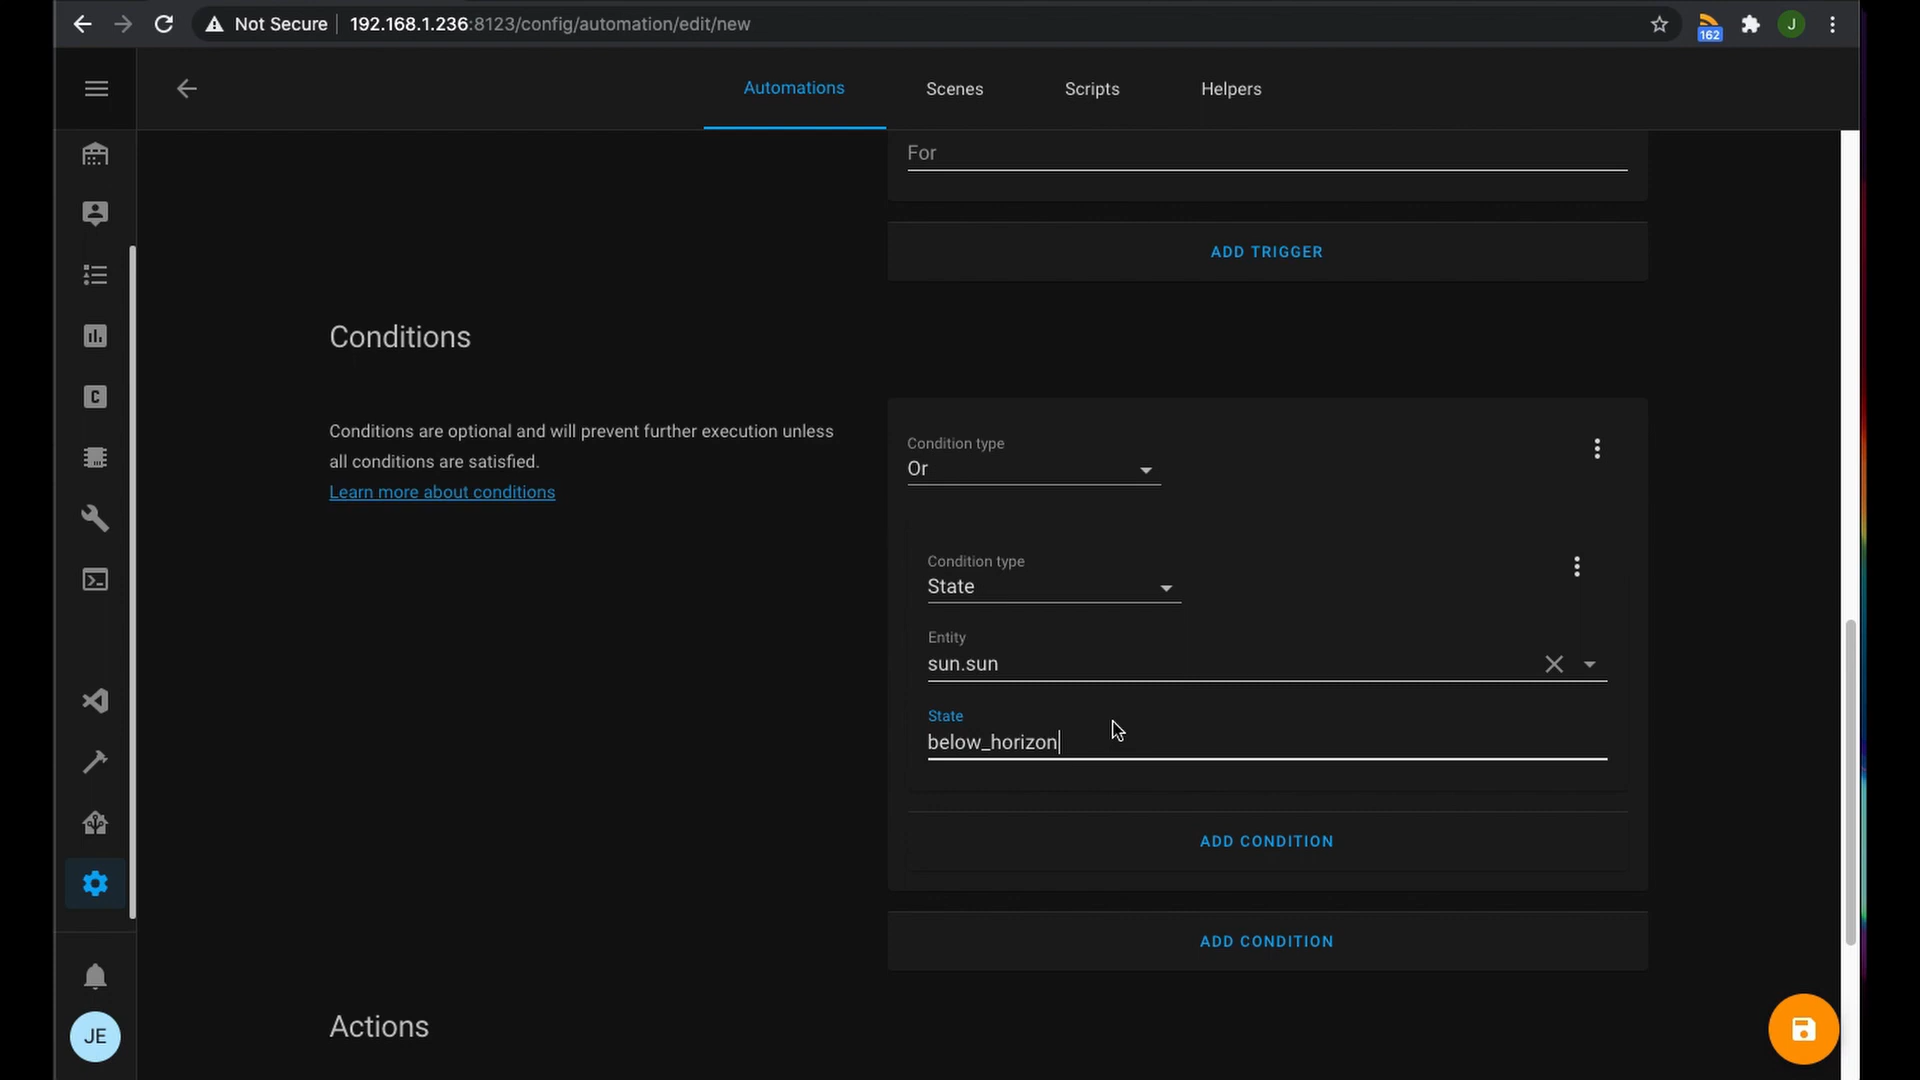 Not Secure
192.168.1.236:8123/config/automation/edit/new
162
J
Automations
Scenes
Scripts
Helpers
For
ADD TRIGGER
Conditions
Conditions are optional and will prevent further execution unless
all conditions are satisfied.
Learn more about conditions
Condition type
Or
Condition type
State
Entity
sun.sun
State
below_horizon
ADD CONDITION
ADD CONDITION
Actions
C
JE